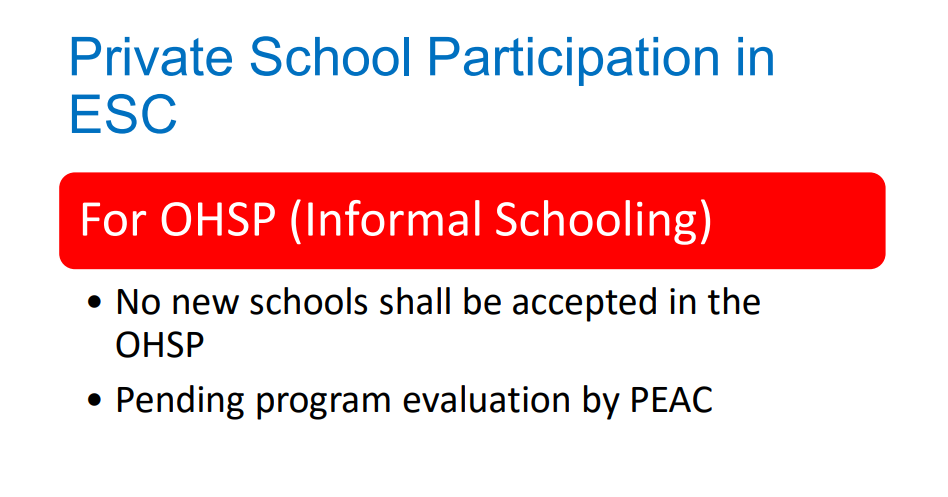 Private School Participation in
ESC
For OHSP (Informal Schooling)
• No new schools shall be accepted in the
OHSP
• Pending program evaluation by PEAC